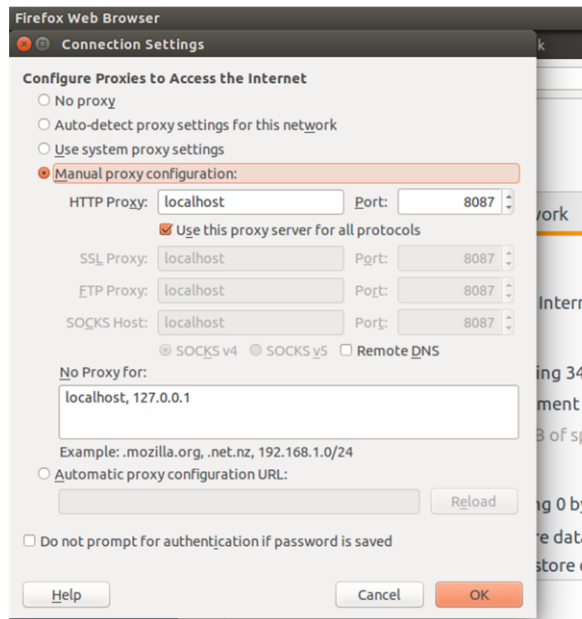 Firefox Web Browser
Connection Settings
Configure Proxies to Access the Internet
No proxy
Auto-detect proxy settings for this network
Use system proxy settings
Manual proxy configuration:
HTTP Proxy: localhost Port: 8087
Use this proxy server for all protocols
SSL Proxy: localhost Port: 8087
FTP Proxy: localhost Port: 8087
SOCKS Host: localhost Port: 8087
SOCKS v4 SOCKS v5 Remote DNS
No Proxy for:
localhost, 127.0.0.1
Example: .mozilla.org, .net.nz, 192.168.1.0/24
Automatic proxy configuration URL:
Reload
Do not prompt for authentication if password is saved
Help Cancel OK
k
vork
Intern
ing 34
ment
B of sp
ng 0 by
re data
store